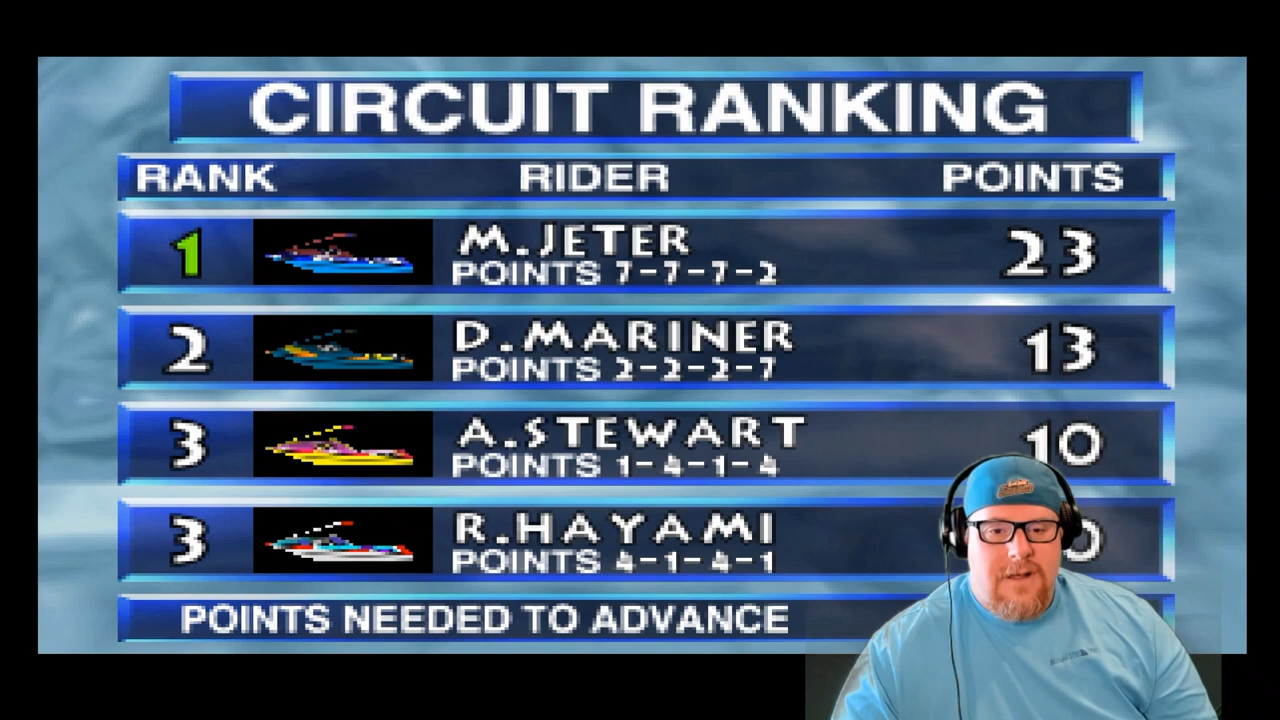 CIRCUIT RANKING
RANK RIDER POINTS
1 M.JETER 23
POINTS 7-7-7-2
2 D.MARINER 13
POINTS 2-2-2-7
3 A.STEWART 10
POINTS 1-4-1-4
3 R.HAYAMI
POINTS 4-1-4-1
POINTS NEEDED TO ADVANCE